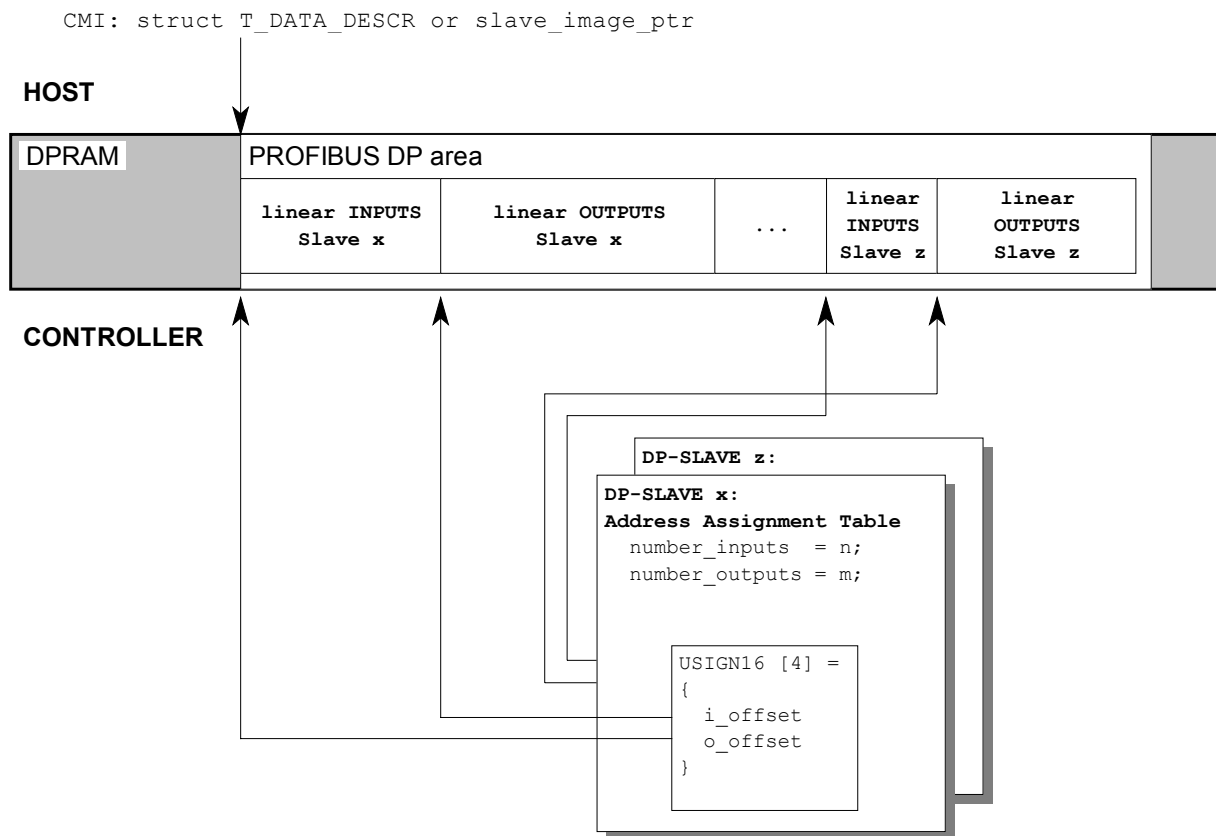 CMI: struct T_DATA_DESCR or slave_image_ptr
HOST
DPRAM
PROFIBUS DP area
linear INPUTS
Slave x
linear OUTPUTS
Slave x
...
linear
INPUTS
Slave z
linear
OUTPUTS
Slave z
CONTROLLER
DP-SLAVE z:
DP-SLAVE x:
Address Assignment Table
number_inputs = n;
number_outputs = m;
USIGN16 [4] =
{
i_offset
o_offset
}